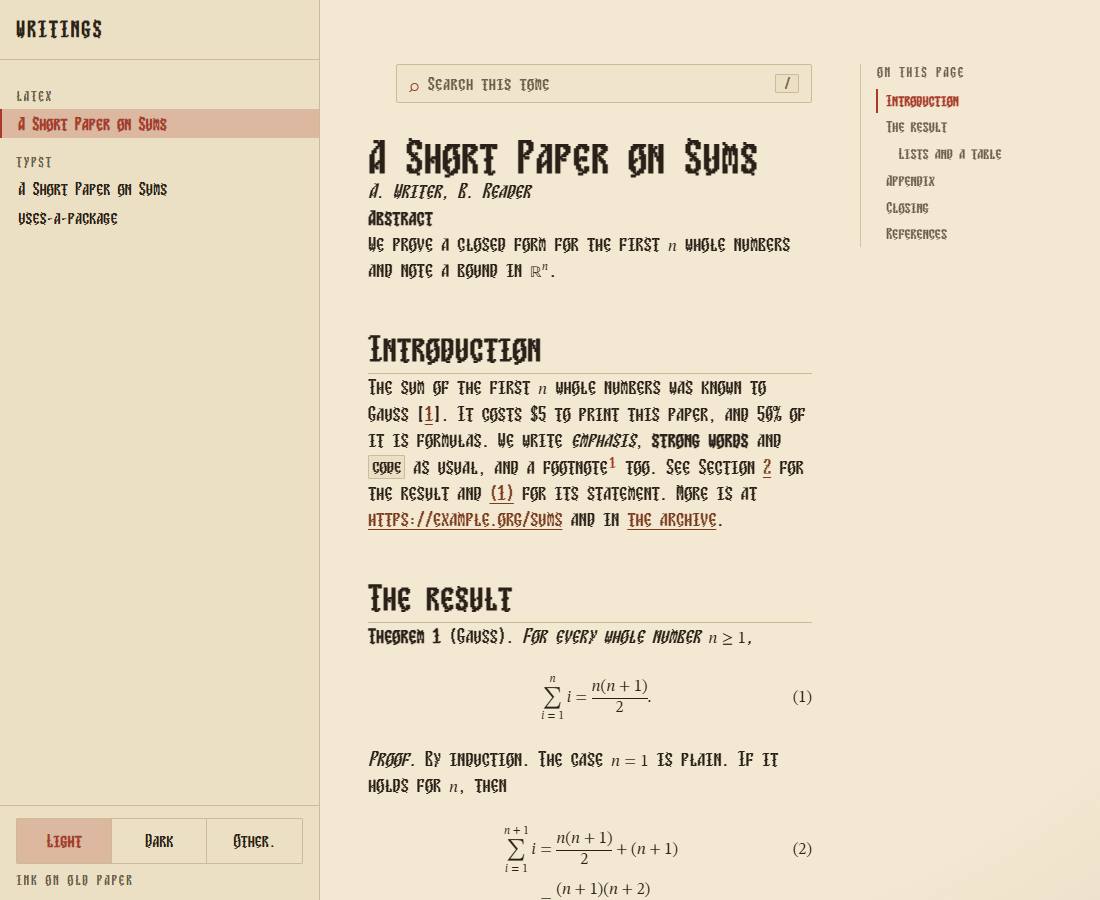 WRITINGS
LATEX
A Short Paper on Sums
TYPST
A Short Paper on Sums
uses-a-package
Light
Dark
Other.
INK ON OLD PAPER
Search this tome
/
A Short Paper on Sums
A. Writer, B. Reader
Abstract
We prove a closed form for the first n whole numbers
and note a bound in ℝⁿ.
Introduction
The sum of the first n whole numbers was known to
Gauss [1]. It costs $5 to print this paper, and 50% of
it is formulas. We write emphasis, strong words and
code as usual, and a footnote¹ too. See Section 2 for
the result and (1) for its statement. More is at
https://example.org/sums and in the archive.
The result
Theorem 1 (Gauss). For every whole number n ≥ 1,
∑_{i=1}^{n} i = n(n + 1)/2. (1)
Proof. By induction. The case n = 1 is plain. If it
holds for n, then
∑_{i=1}^{n+1} i = n(n + 1)/2 + (n + 1) (2)
= (n + 1)(n + 2)
ON THIS PAGE
Introduction
The result
Lists and a table
Appendix
Closing
References